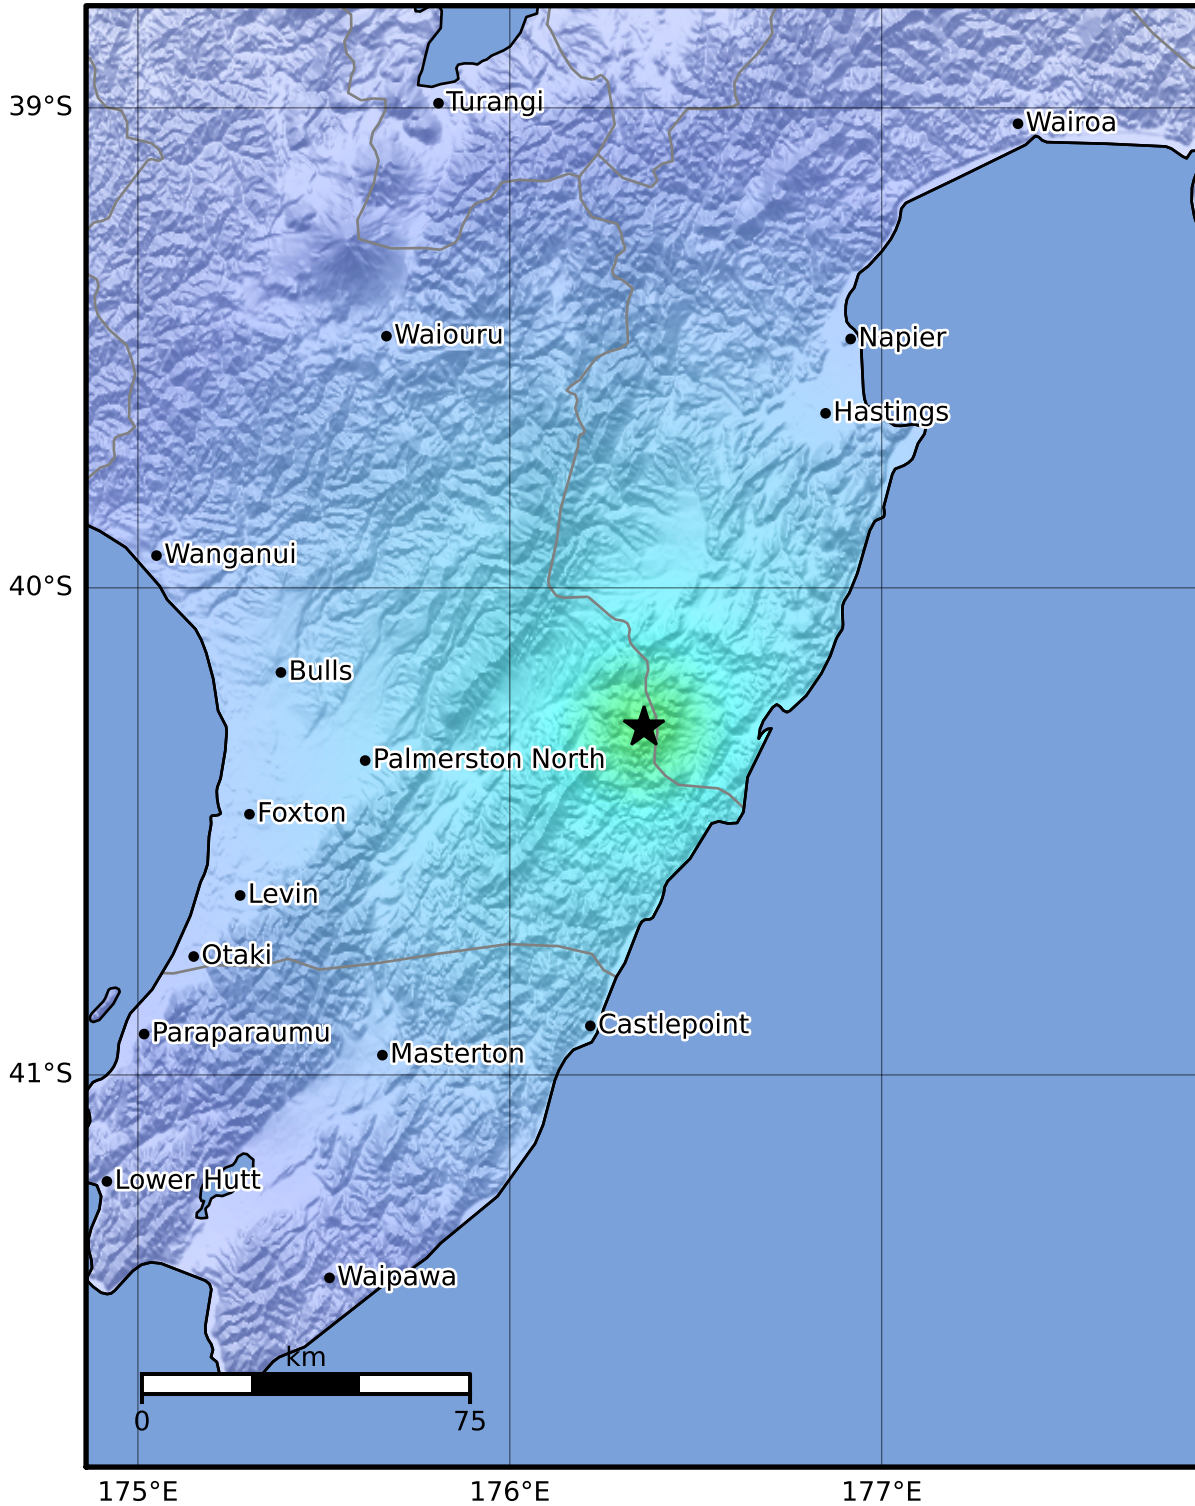 Turangi
39°S
Wairoa
Waiouru
Napier
Hastings
Wanganui
40°S
Bulls
Palmerston North
Foxton
Levin
Otaki
Castlepoint
Paraparaumu
Masterton
41°S
Lower Hutt
Waipawa
km
0 75
175°E 176°E 177°E